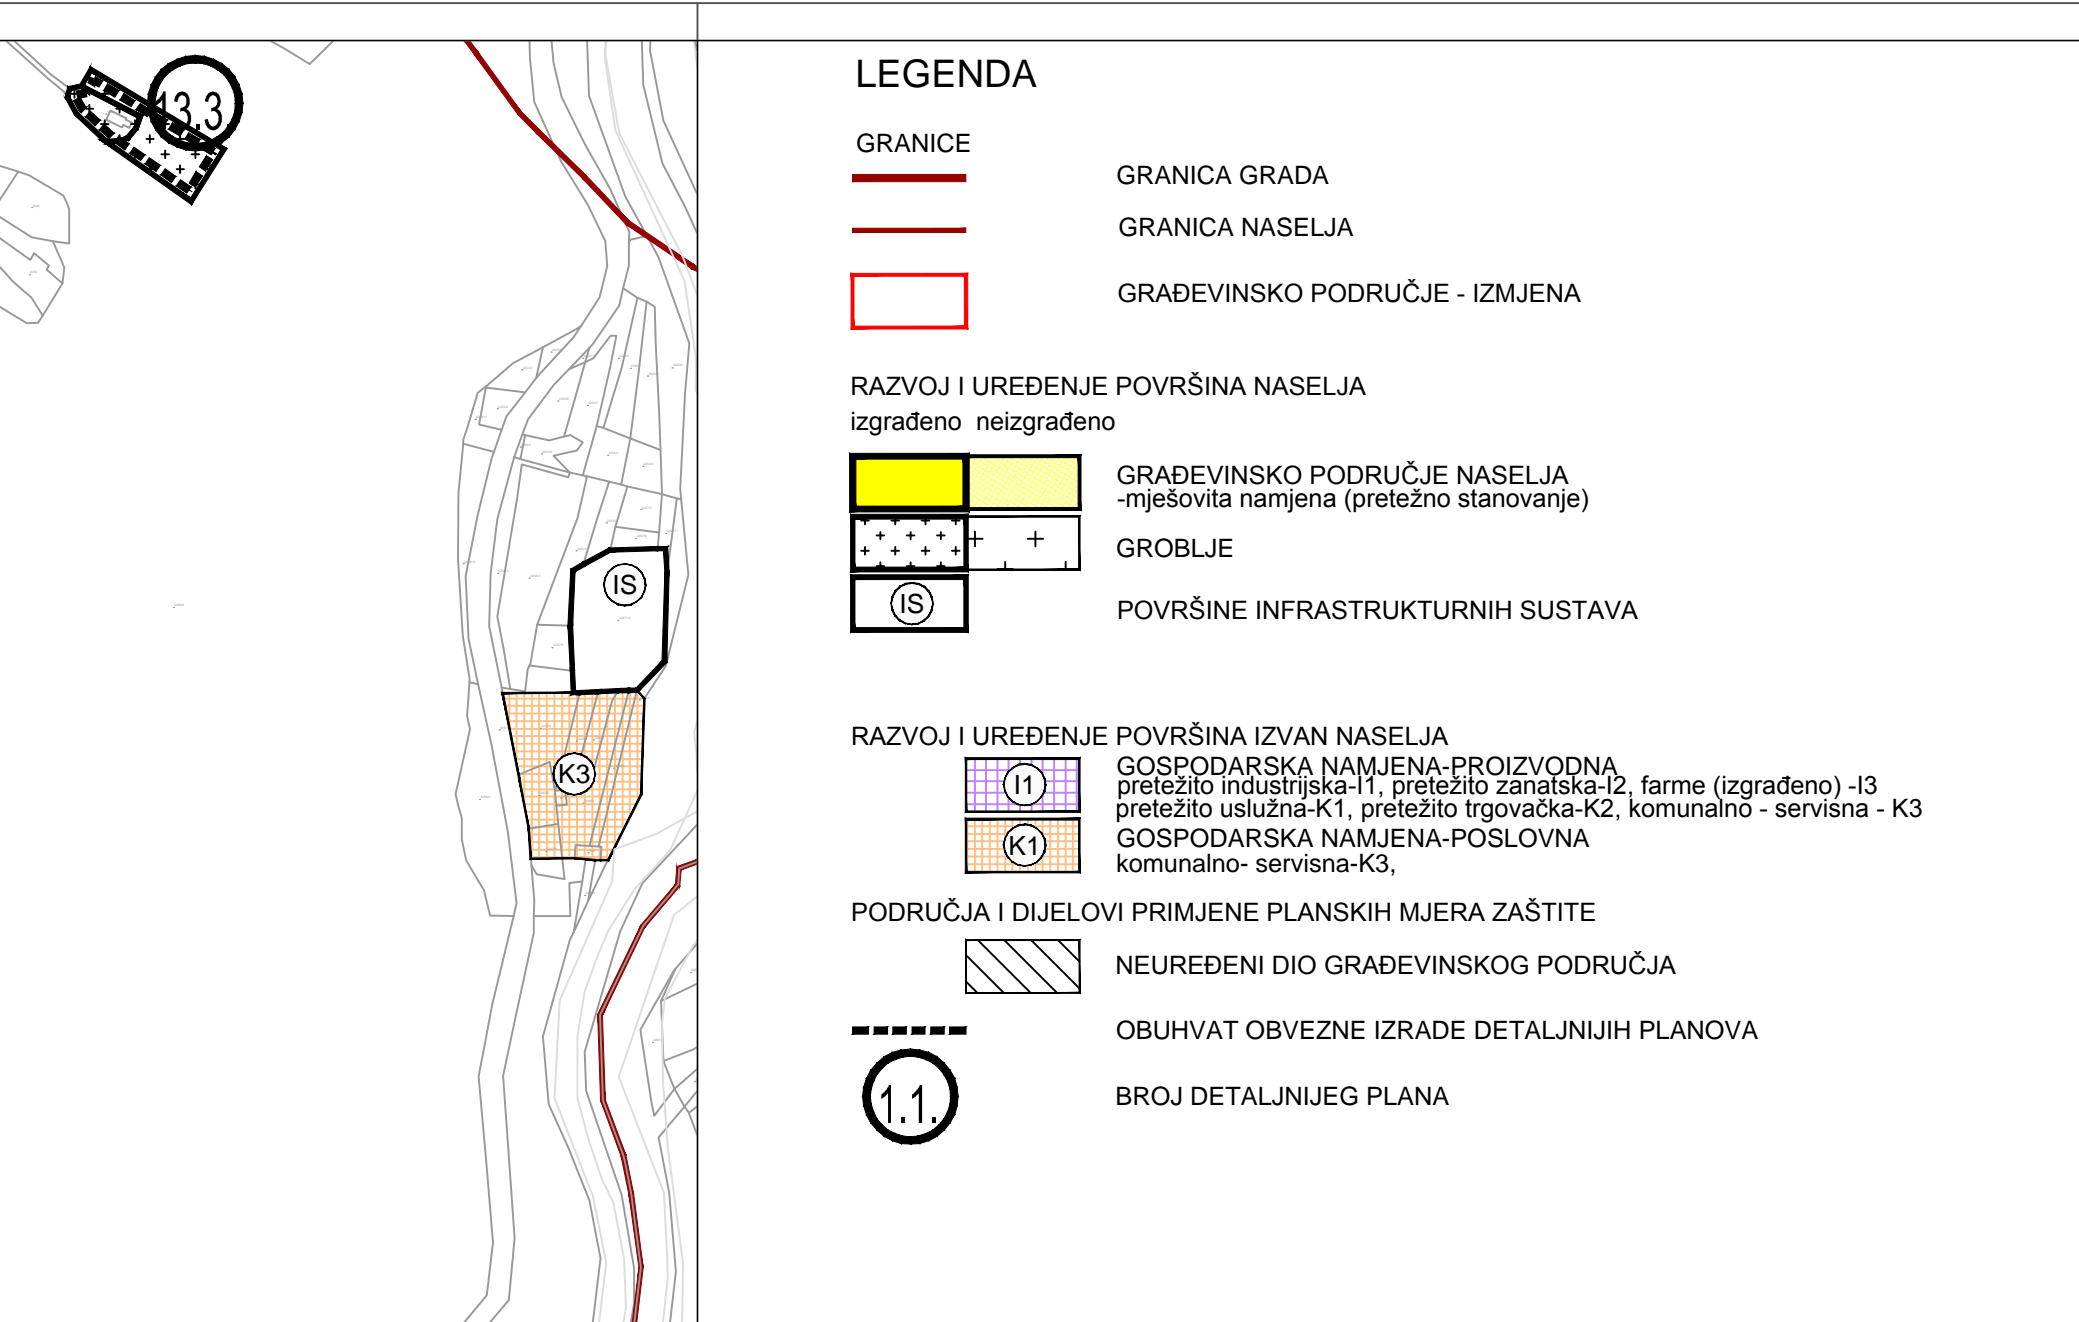 13.3
IS
K3
LEGENDA
GRANICE
GRANICA GRADA
GRANICA NASELJA
GRAĐEVINSKO PODRUČJE - IZMJENA
RAZVOJ I UREĐENJE POVRŠINA NASELJA
izgrađeno neizgrađeno
GRAĐEVINSKO PODRUČJE NASELJA
-mješovita namjena (pretežno stanovanje)
GROBLJE
IS
POVRŠINE INFRASTRUKTURNIH SUSTAVA
RAZVOJ I UREĐENJE POVRŠINA IZVAN NASELJA
I1
GOSPODARSKA NAMJENA-PROIZVODNA
pretežito industrijska-I1, pretežito zanatska-I2, farme (izgrađeno) -I3
pretežito uslužna-K1, pretežito trgovačka-K2, komunalno - servisna - K3
K1
GOSPODARSKA NAMJENA-POSLOVNA
komunalno- servisna-K3,
PODRUČJA I DIJELOVI PRIMJENE PLANSKIH MJERA ZAŠTITE
NEUREĐENI DIO GRAĐEVINSKOG PODRUČJA
OBUHVAT OBVEZNE IZRADE DETALJNIJIH PLANOVA
1.1.
BROJ DETALJNIJEG PLANA